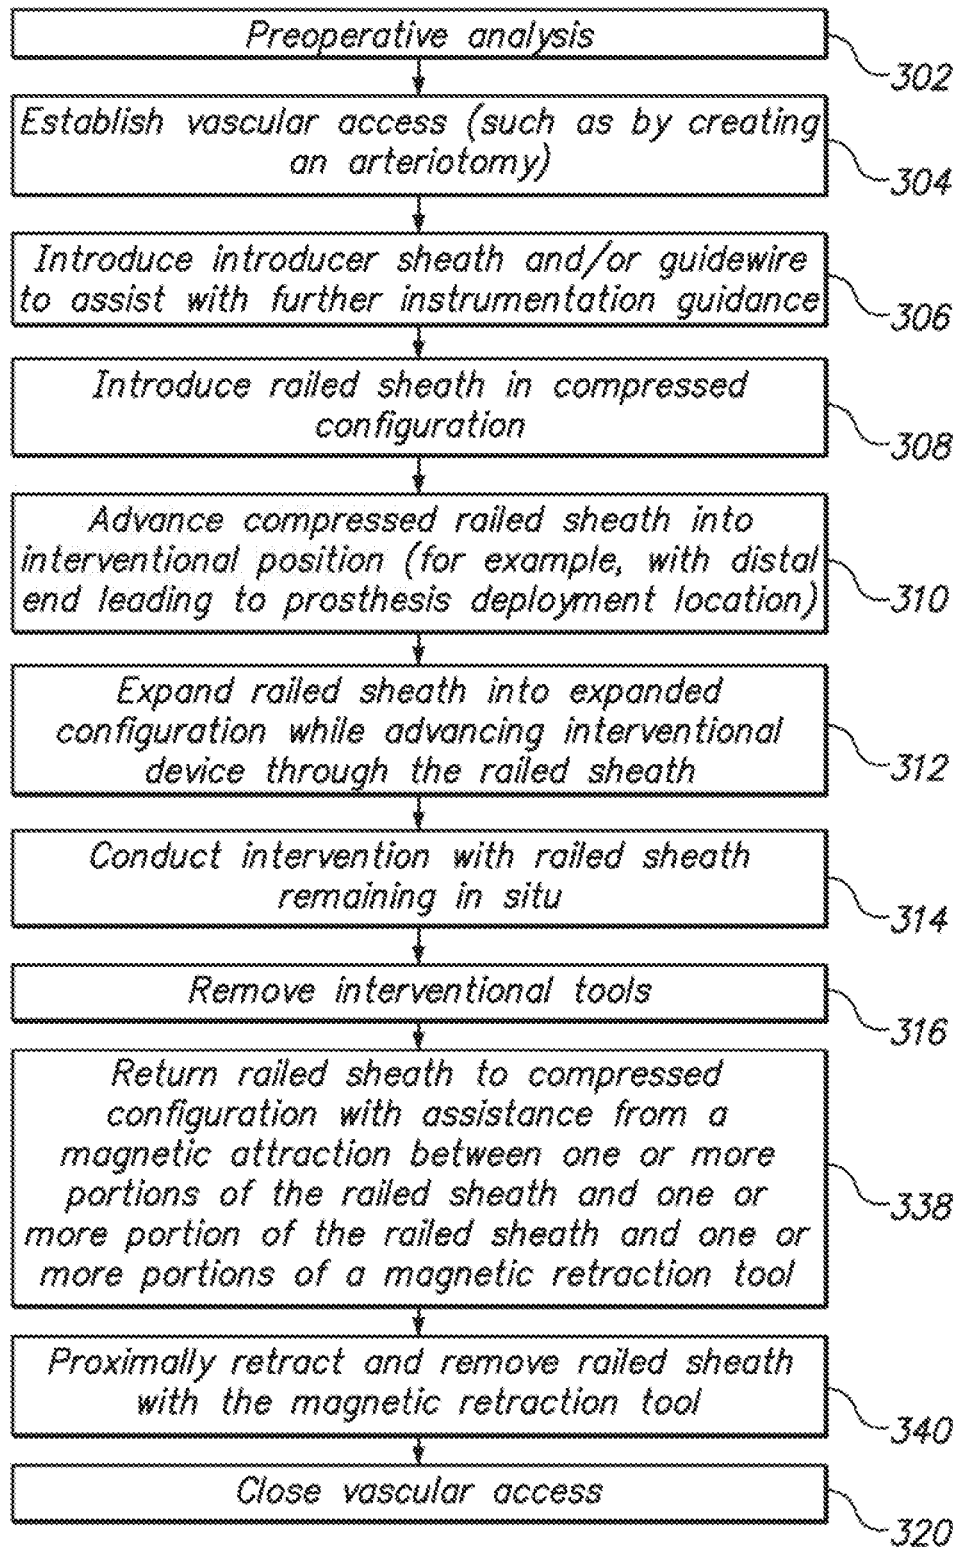 Preoperative analysis
302
Establish vascular access (such as by creating
an arteriotomy)
304
Introduce introducer sheath and/or guidewire
to assist with further instrumentation guidance
306
Introduce railed sheath in compressed
configuration
308
Advance compressed railed sheath into
interventional position (for example, with distal
end leading to prosthesis deployment location)
310
Expand railed sheath into expanded
configuration while advancing interventional
device through the railed sheath
312
Conduct intervention with railed sheath
remaining in situ
314
Remove interventional tools
316
Return railed sheath to compressed
configuration with assistance from a
magnetic attraction between one or more
portions of the railed sheath and one or
more portion of the railed sheath and one or
more portions of a magnetic retraction tool
338
Proximally retract and remove railed sheath
with the magnetic retraction tool
340
Close vascular access
320